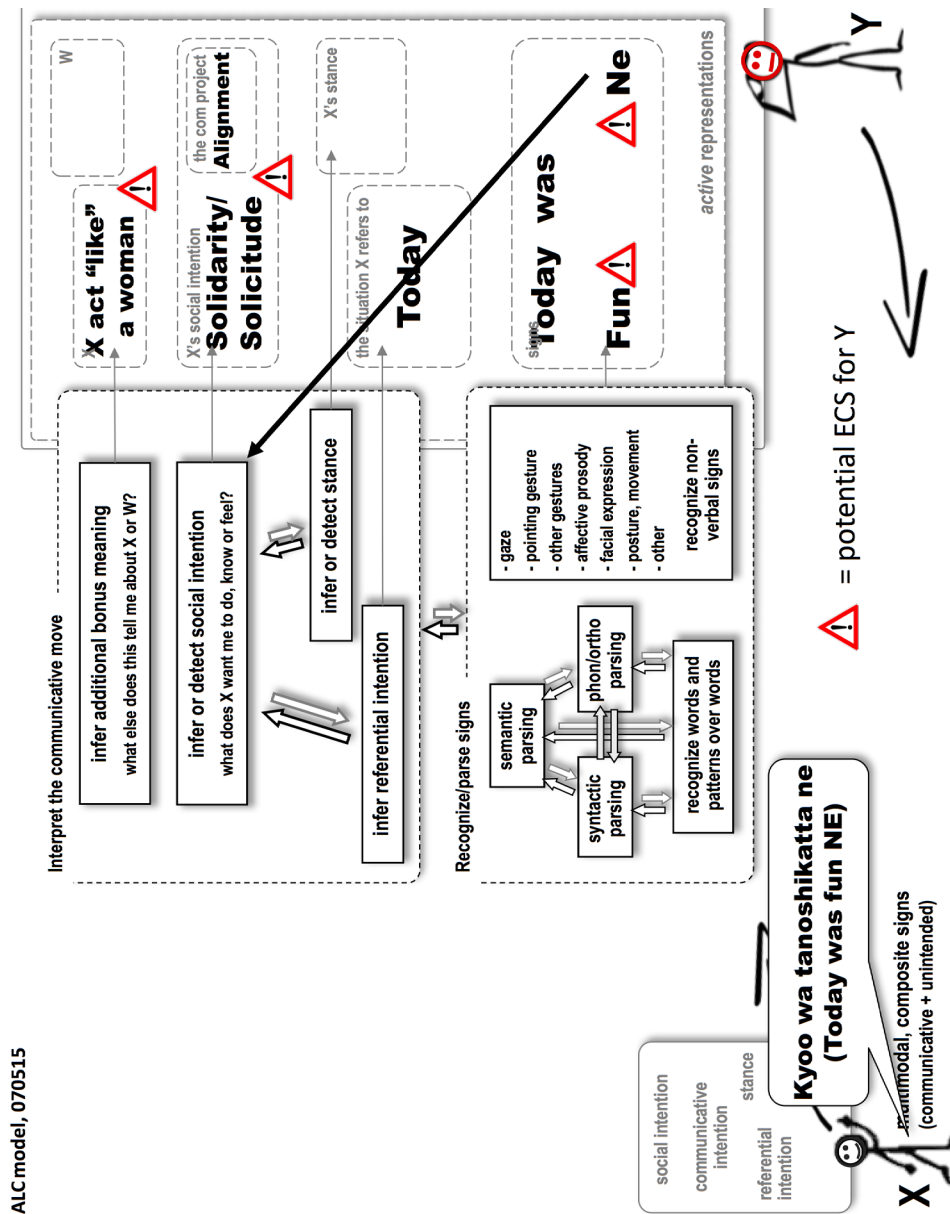 ALC model, 070515
Interpret the communicative move
infer additional bonus meaning
what else does this tell me about X or W?
infer or detect social intention
what does X want me to do, know or feel?
infer or detect stance
infer referential intention
Recognize/parse signs
semantic
parsing
syntactic
parsing
phon/ortho
parsing
recognize words and
patterns over words
- gaze
- pointing gesture
- other gestures
- affective prosody
- facial expression
- posture, movement
- other
recognize non-
verbal signs
X
X act “like”
a woman
W
X's social intention
Solidarity/
Solicitude
the com project
Alignment
X's stance
the situation X refers to
Today
signs
Today was
Fun
Ne
active representations
social intention
communicative
intention
stance
referential
intention
Kyoo wa tanoshikatta ne
(Today was fun NE)
multimodal, composite signs
(communicative + unintended)
X
= potential ECS for Y
Y